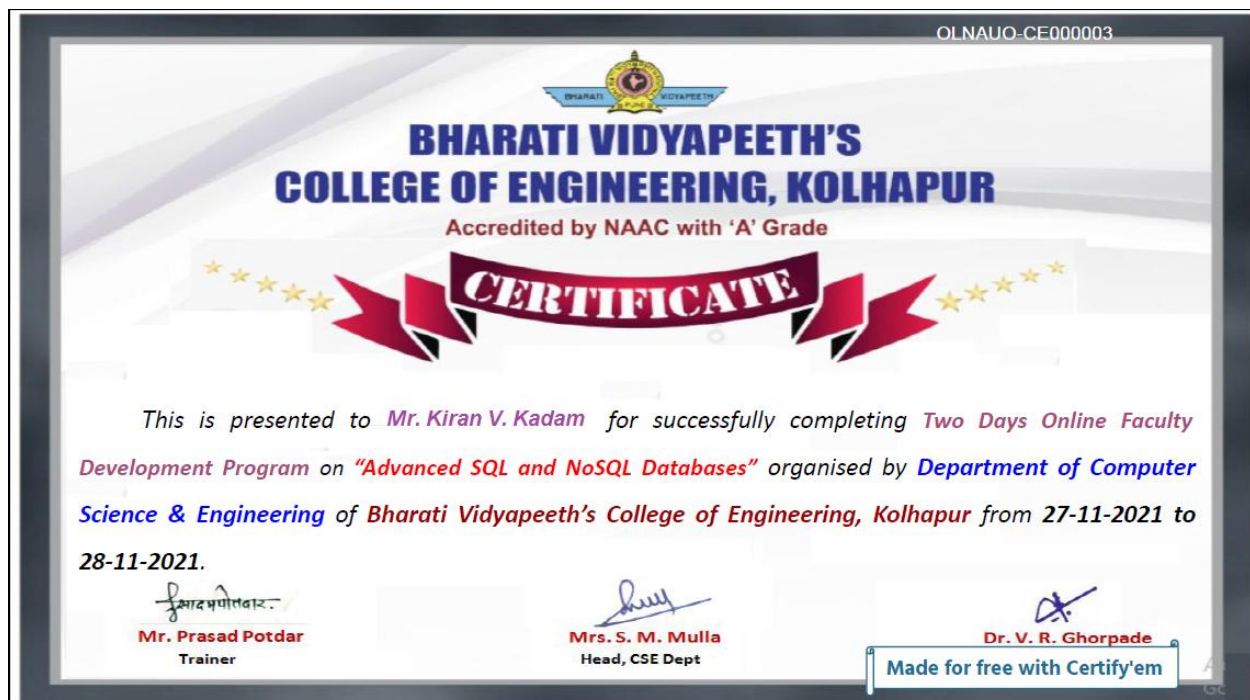 OLNAUO-CE000003
BHARATI VIDYAPEETH
PUNE
BHARATI VIDYAPEETH'S
COLLEGE OF ENGINEERING, KOLHAPUR
Accredited by NAAC with 'A' Grade
CERTIFICATE
This is presented to Mr. Kiran V. Kadam for successfully completing Two Days Online Faculty
Development Program on “Advanced SQL and NoSQL Databases” organised by Department of Computer
Science & Engineering of Bharati Vidyapeeth’s College of Engineering, Kolhapur from 27-11-2021 to
28-11-2021.
Mr. Prasad Potdar Mrs. S. M. Mulla Dr. V. R. Ghorpade
Trainer Head, CSE Dept
Made for free with Certify'em